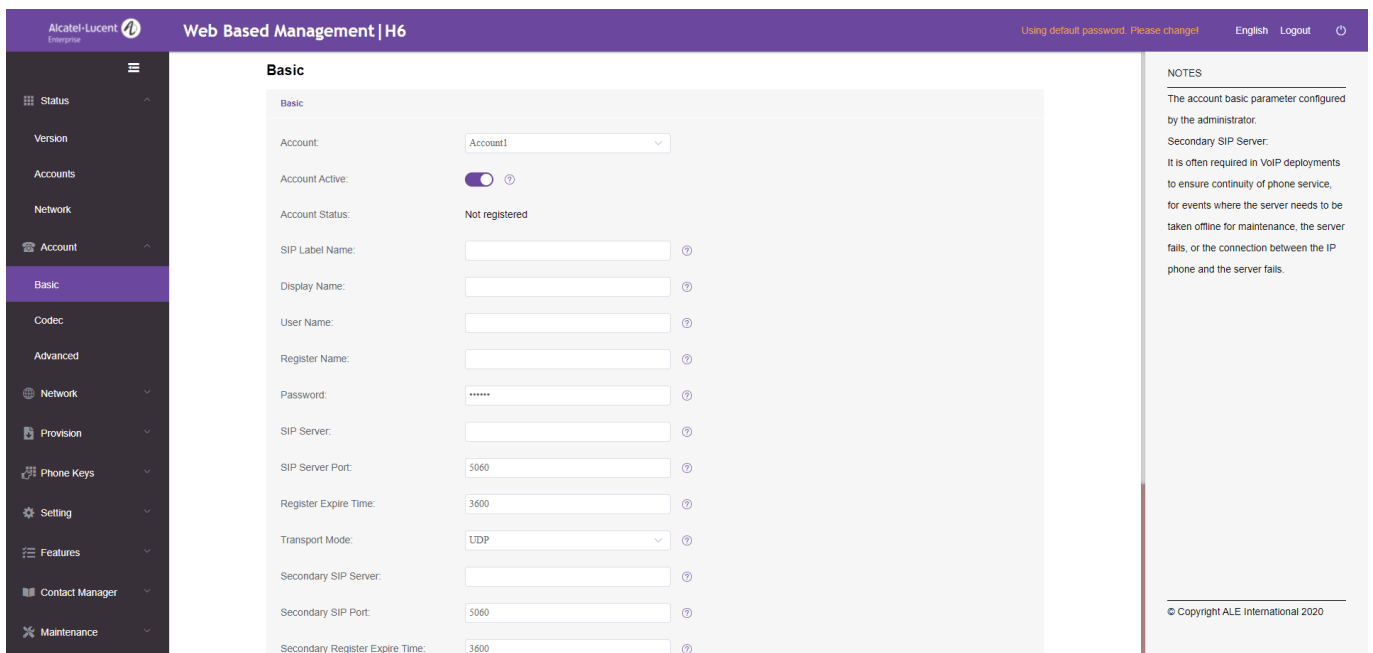 Alcatel-Lucent
Enterprise
Web Based Management | H6
Using default password. Please change!
English Logout
Status
Version
Accounts
Network
Account
Basic
Codec
Advanced
Network
Provision
Phone Keys
Setting
Features
Contact Manager
Maintenance
Basic
Basic
Account: Account1
Account Active:
Account Status: Not registered
SIP Label Name:
Display Name:
User Name:
Register Name:
Password: ••••••
SIP Server:
SIP Server Port: 5060
Register Expire Time: 3600
Transport Mode: UDP
Secondary SIP Server:
Secondary SIP Port: 5060
Secondary Register Expire Time: 3600
NOTES
The account basic parameter configured
by the administrator.
Secondary SIP Server:
It is often required in VoIP deployments
to ensure continuity of phone service,
for events where the server needs to be
taken offline for maintenance, the server
fails, or the connection between the IP
phone and the server fails.
© Copyright ALE International 2020